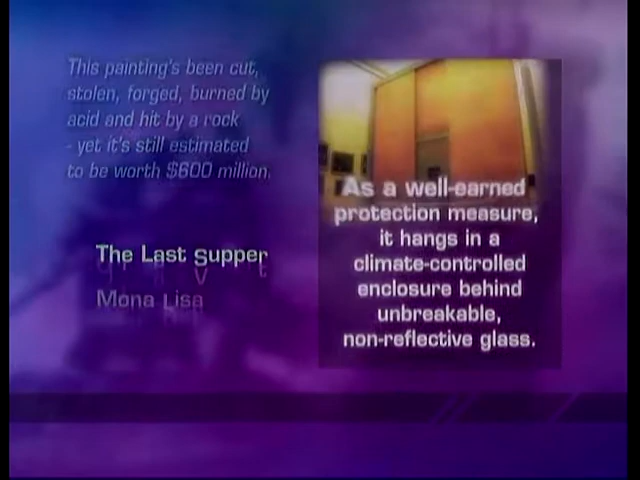 This painting's been cut,
stolen, forged, burned by
acid and hit by a rock
- yet it's still estimated
to be worth $600 million.
The Last Supper
Mona Lisa
As a well-earned
protection measure,
it hangs in a
climate-controlled
enclosure behind
unbreakable,
non-reflective glass.